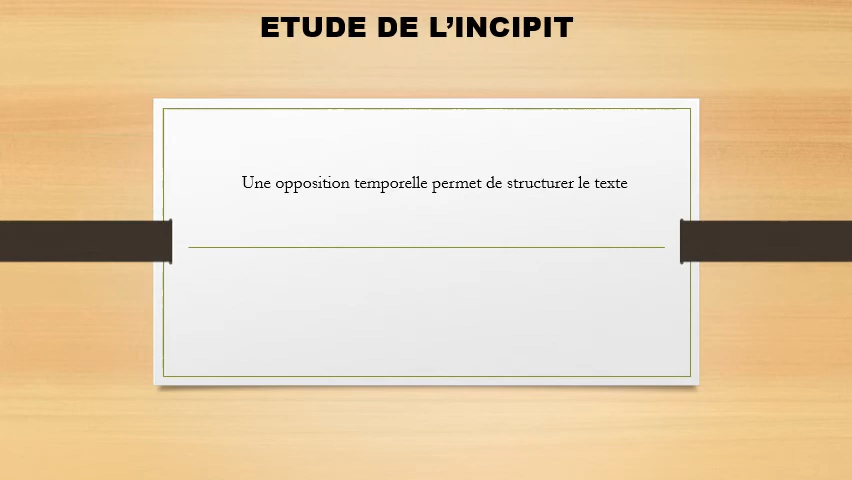 ETUDE DE L’INCIPIT
Une opposition temporelle permet de structurer le texte